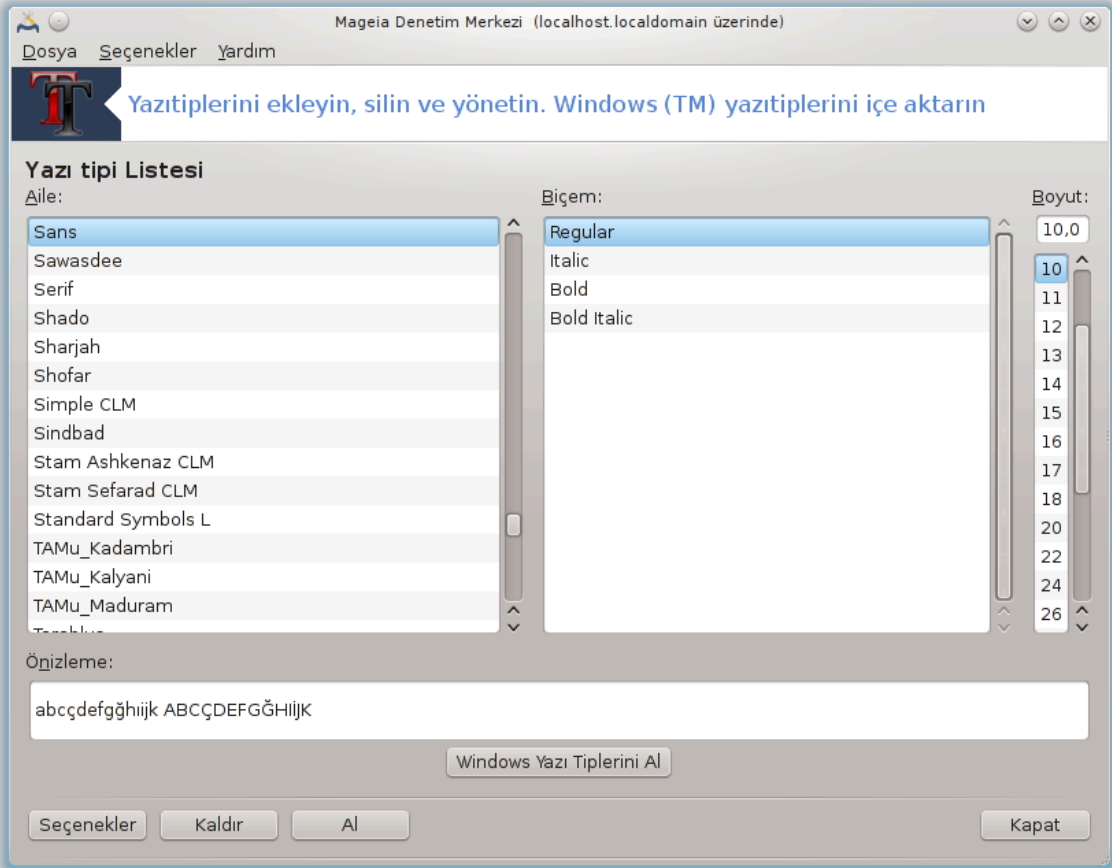 Mageia Denetim Merkezi (localhost.localdomain üzerinde)
Dosya Seçenekler Yardım
Yazıtiplerini ekleyin, silin ve yönetin. Windows (TM) yazıtiplerini içe aktarın
Yazı tipi Listesi
Aile:
Sans
Sawasdee
Serif
Shado
Sharjah
Shofar
Simple CLM
Sindbad
Stam Ashkenaz CLM
Stam Sefarad CLM
Standard Symbols L
TAMu_Kadambri
TAMu_Kalyani
TAMu_Maduram
Biçem:
Regular
Italic
Bold
Bold Italic
Boyut:
10,0
10
11
12
13
14
15
16
17
18
20
22
24
26
Önizleme:
abcçdefgğhıijk ABCÇDEFGĞHIİJK
Windows Yazı Tiplerini Al
Seçenekler Kaldır Al Kapat